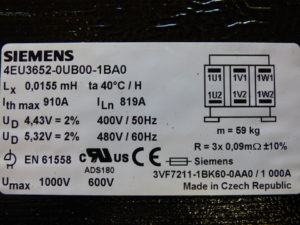 SIEMENS
4EU3652-0UB00-1BA0
Lx 0,0155 mH ta 40°C / H
Ith max 910A ILn 819A
UD 4,43V = 2% 400V / 50Hz
UD 5,32V = 2% 480V / 60Hz
1U1 1V1 1W1
1U2 1V2 1W2
m = 59 kg
R = 3x 0,09mΩ ±10%
EN 61558 c UR us Siemens
ADS180
3VF7211-1BK60-0AA0 / 1 000A
Umax 1000V 600V
Made in Czech Republic